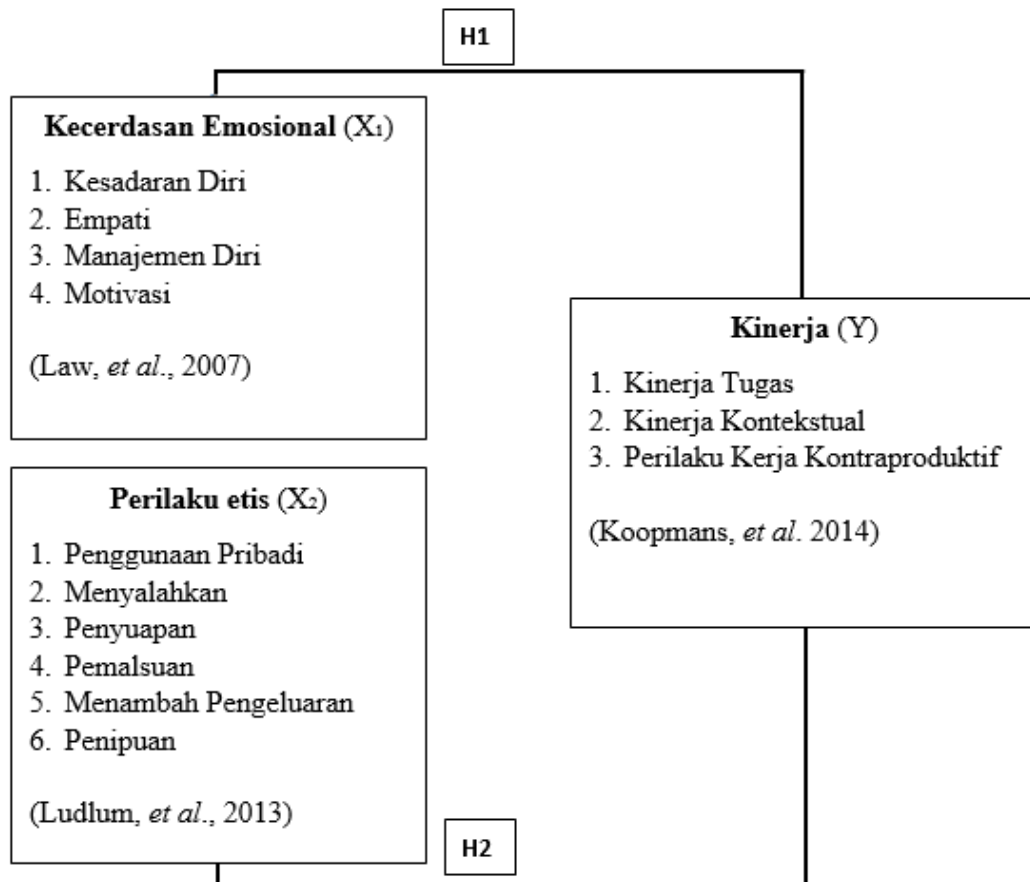 H1
Kecerdasan Emosional (X₁)
1. Kesadaran Diri
2. Empati
3. Manajemen Diri
4. Motivasi
(Law, et al., 2007)
Perilaku etis (X₂)
1. Penggunaan Pribadi
2. Menyalahkan
3. Penyuapan
4. Pemalsuan
5. Menambah Pengeluaran
6. Penipuan
(Ludlum, et al., 2013)
Kinerja (Y)
1. Kinerja Tugas
2. Kinerja Kontekstual
3. Perilaku Kerja Kontraproduktif
(Koopmans, et al. 2014)
H2